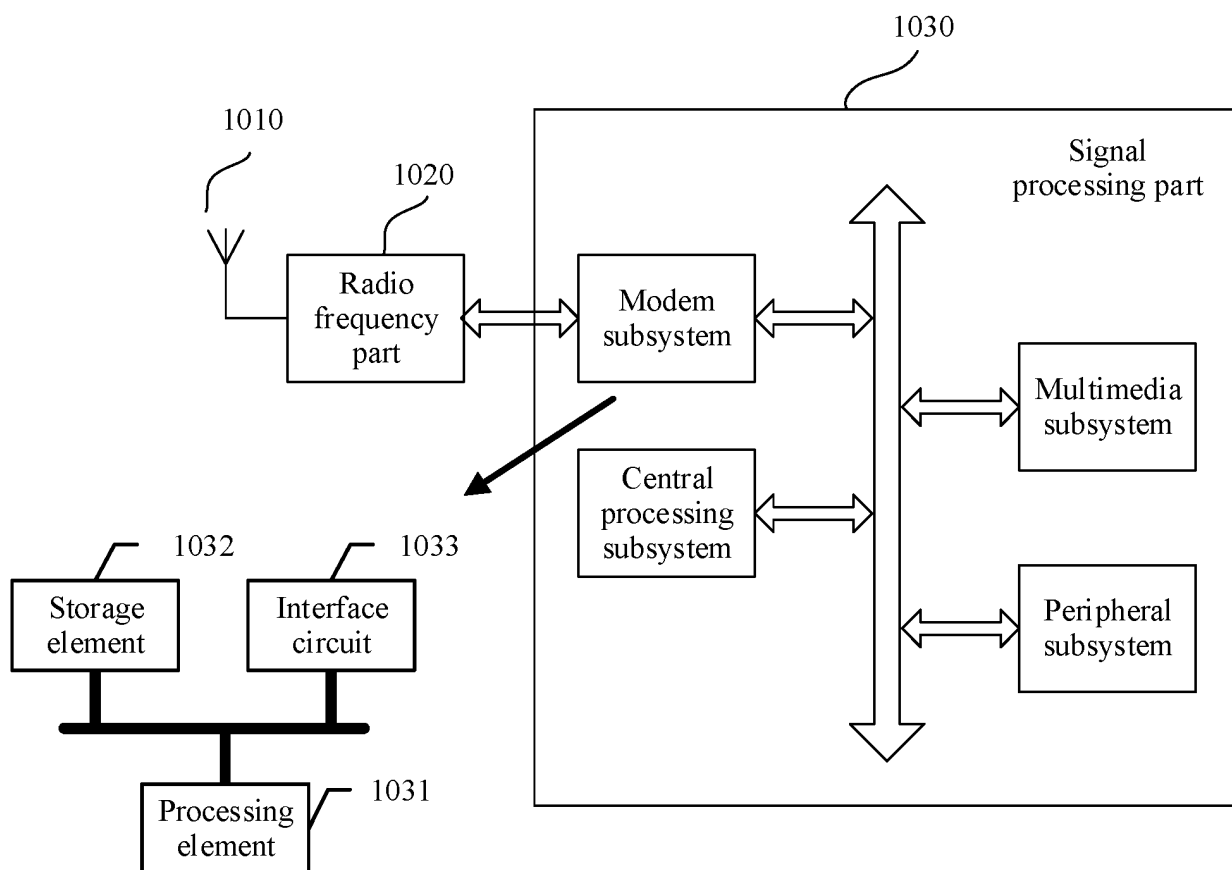 1030
1010
Signal
processing part
1020
Radio
frequency
part
Modem
subsystem
Multimedia
subsystem
Central
processing
subsystem
1032
1033
Storage
element
Interface
circuit
Peripheral
subsystem
1031
Processing
element